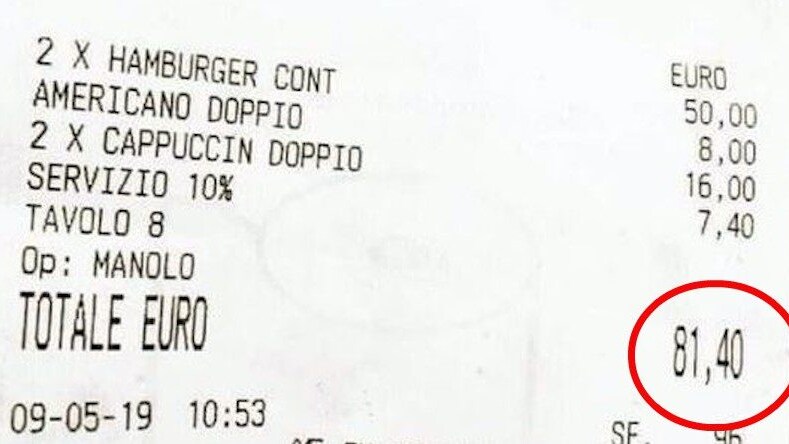 EURO
2 X HAMBURGER CONT 50,00
AMERICANO DOPPIO 8,00
2 X CAPPUCCIN DOPPIO 16,00
SERVIZIO 10% 7,40
TAVOLO 8
Op: MANOLO
TOTALE EURO 81,40
09-05-19 10:53